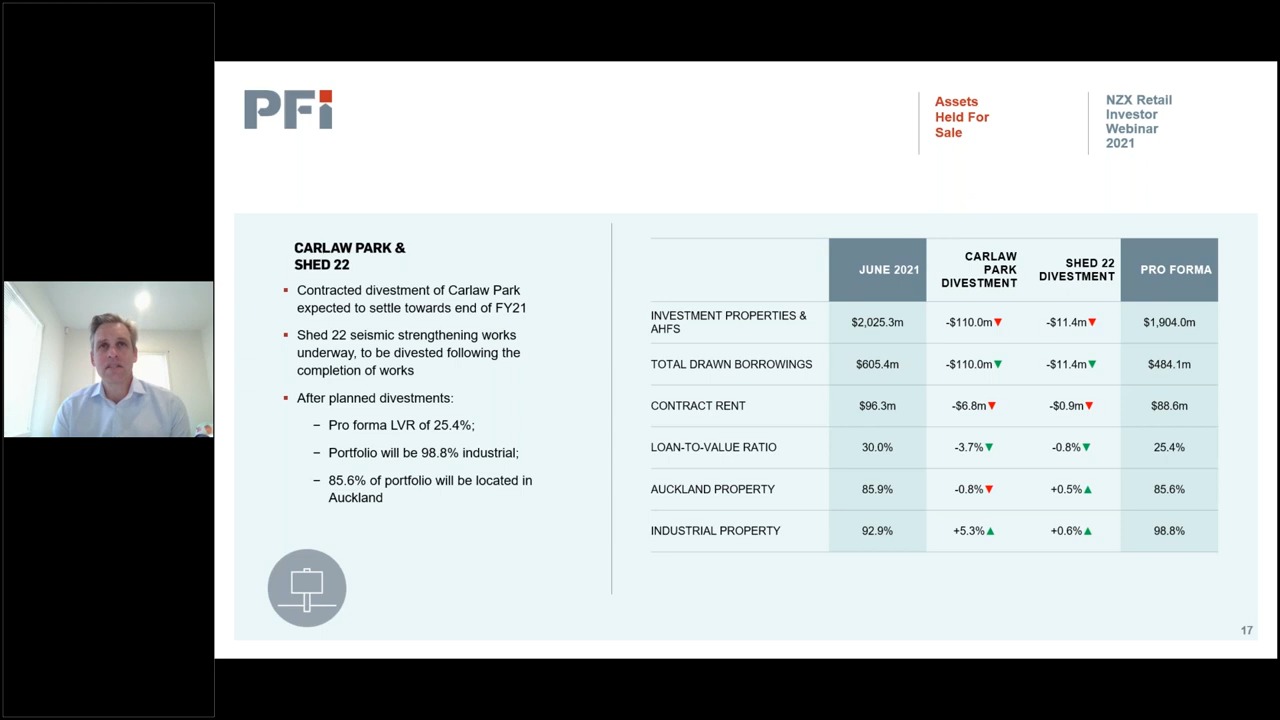 PFi
Assets
Held For
Sale
NZX Retail
Investor
Webinar
2021
CARLAW PARK &
SHED 22
▪ Contracted divestment of Carlaw Park
expected to settle towards end of FY21
▪ Shed 22 seismic strengthening works
underway, to be divested following the
completion of works
▪ After planned divestments:
− Pro forma LVR of 25.4%;
− Portfolio will be 98.8% industrial;
− 85.6% of portfolio will be located in
Auckland
JUNE 2021
CARLAW
PARK
DIVESTMENT
SHED 22
DIVESTMENT
PRO FORMA
INVESTMENT PROPERTIES &
AHFS
$2,025.3m -$110.0m▼ -$11.4m▼ $1,904.0m
TOTAL DRAWN BORROWINGS $605.4m -$110.0m▼ -$11.4m▼ $484.1m
CONTRACT RENT $96.3m -$6.8m▼ -$0.9m▼ $88.6m
LOAN-TO-VALUE RATIO 30.0% -3.7%▼ -0.8%▼ 25.4%
AUCKLAND PROPERTY 85.9% -0.8%▼ +0.5%▲ 85.6%
INDUSTRIAL PROPERTY 92.9% +5.3%▲ +0.6%▲ 98.8%
17